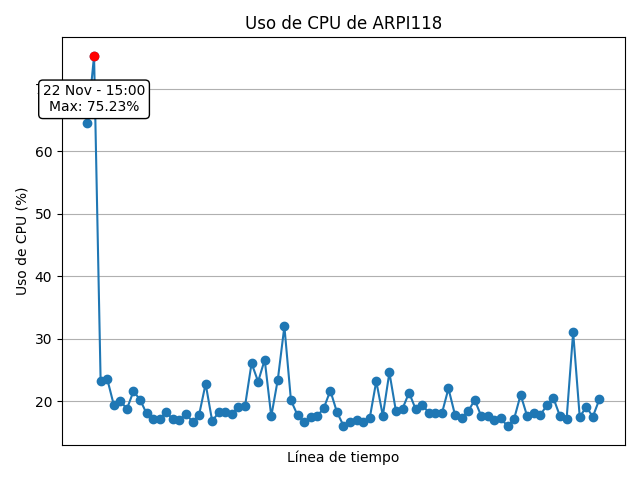 Uso de CPU de ARPI118
22 Nov - 15:00
Max: 75.23%
60
50
40
30
20
Uso de CPU (%)
Línea de tiempo